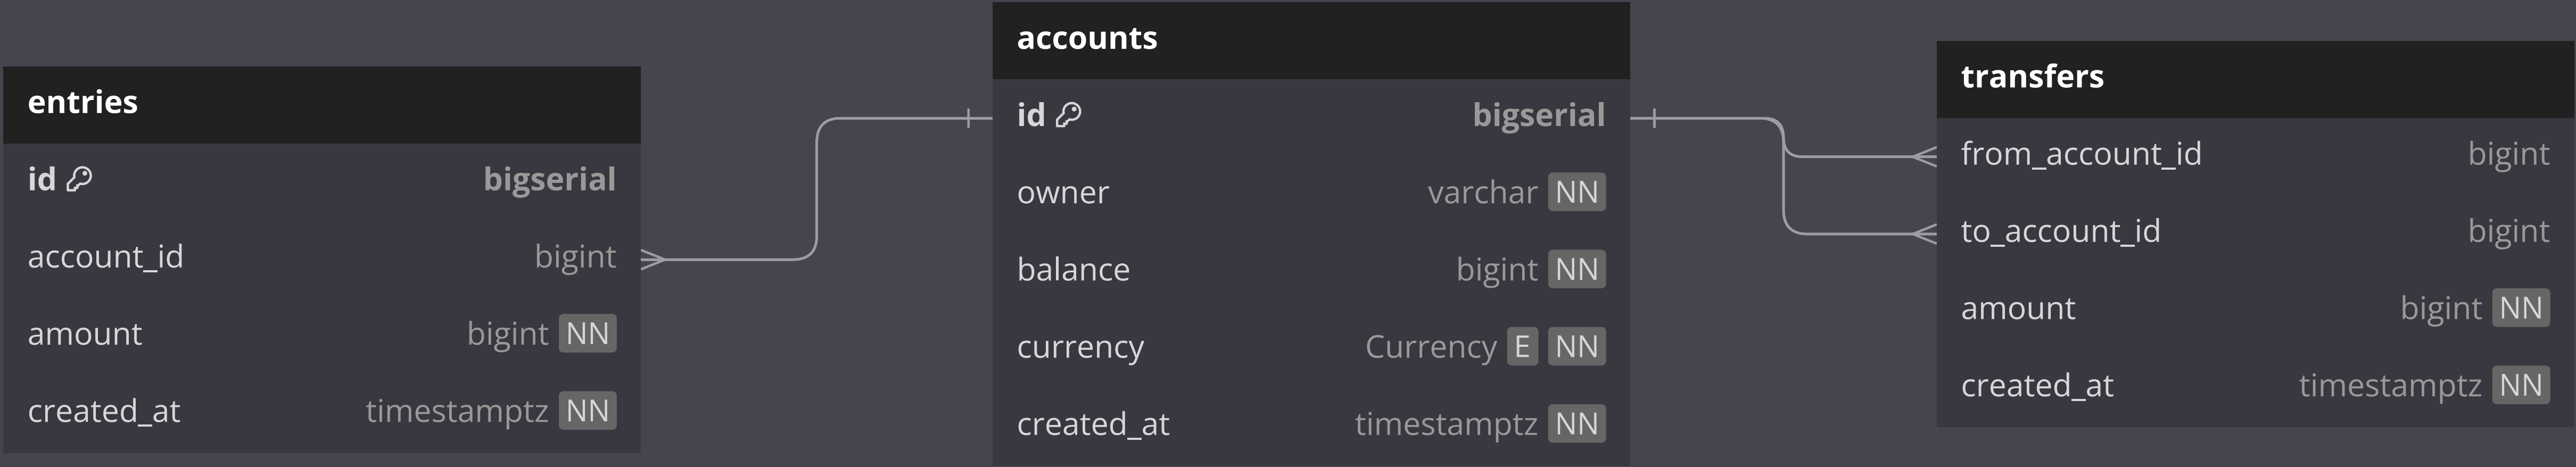 entries
id bigserial
account_id bigint
amount bigint NN
created_at timestamptz NN
accounts
id bigserial
owner varchar NN
balance bigint NN
currency Currency E NN
created_at timestamptz NN
transfers
from_account_id bigint
to_account_id bigint
amount bigint NN
created_at timestamptz NN